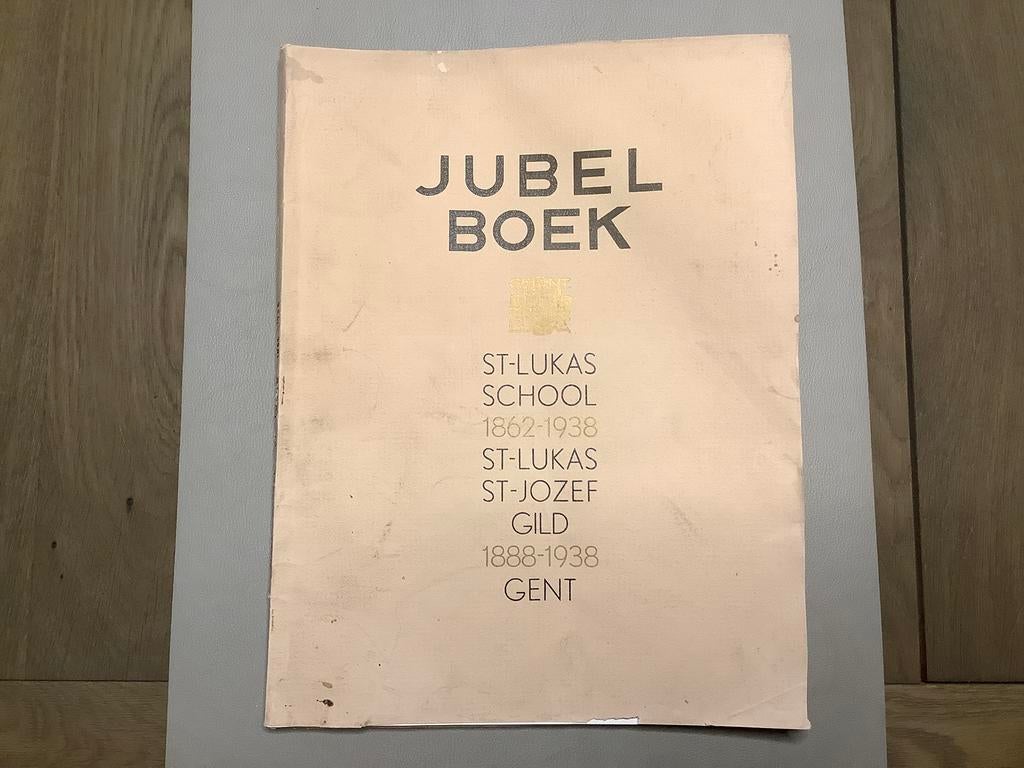 JUBEL
BOEK
ST-LUKAS
SCHOOL
1862-1938
ST-LUKAS
ST-JOZEF
GILD
1888-1938
GENT